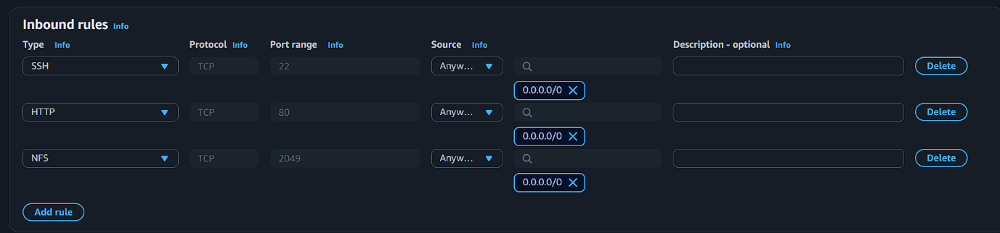 Inbound rules Info
Type Info Protocol Info Port range Info Source Info Description - optional Info
SSH TCP 22 Anyw... Delete
0.0.0.0/0
HTTP TCP 80 Anyw... Delete
0.0.0.0/0
NFS TCP 2049 Anyw... Delete
0.0.0.0/0
Add rule